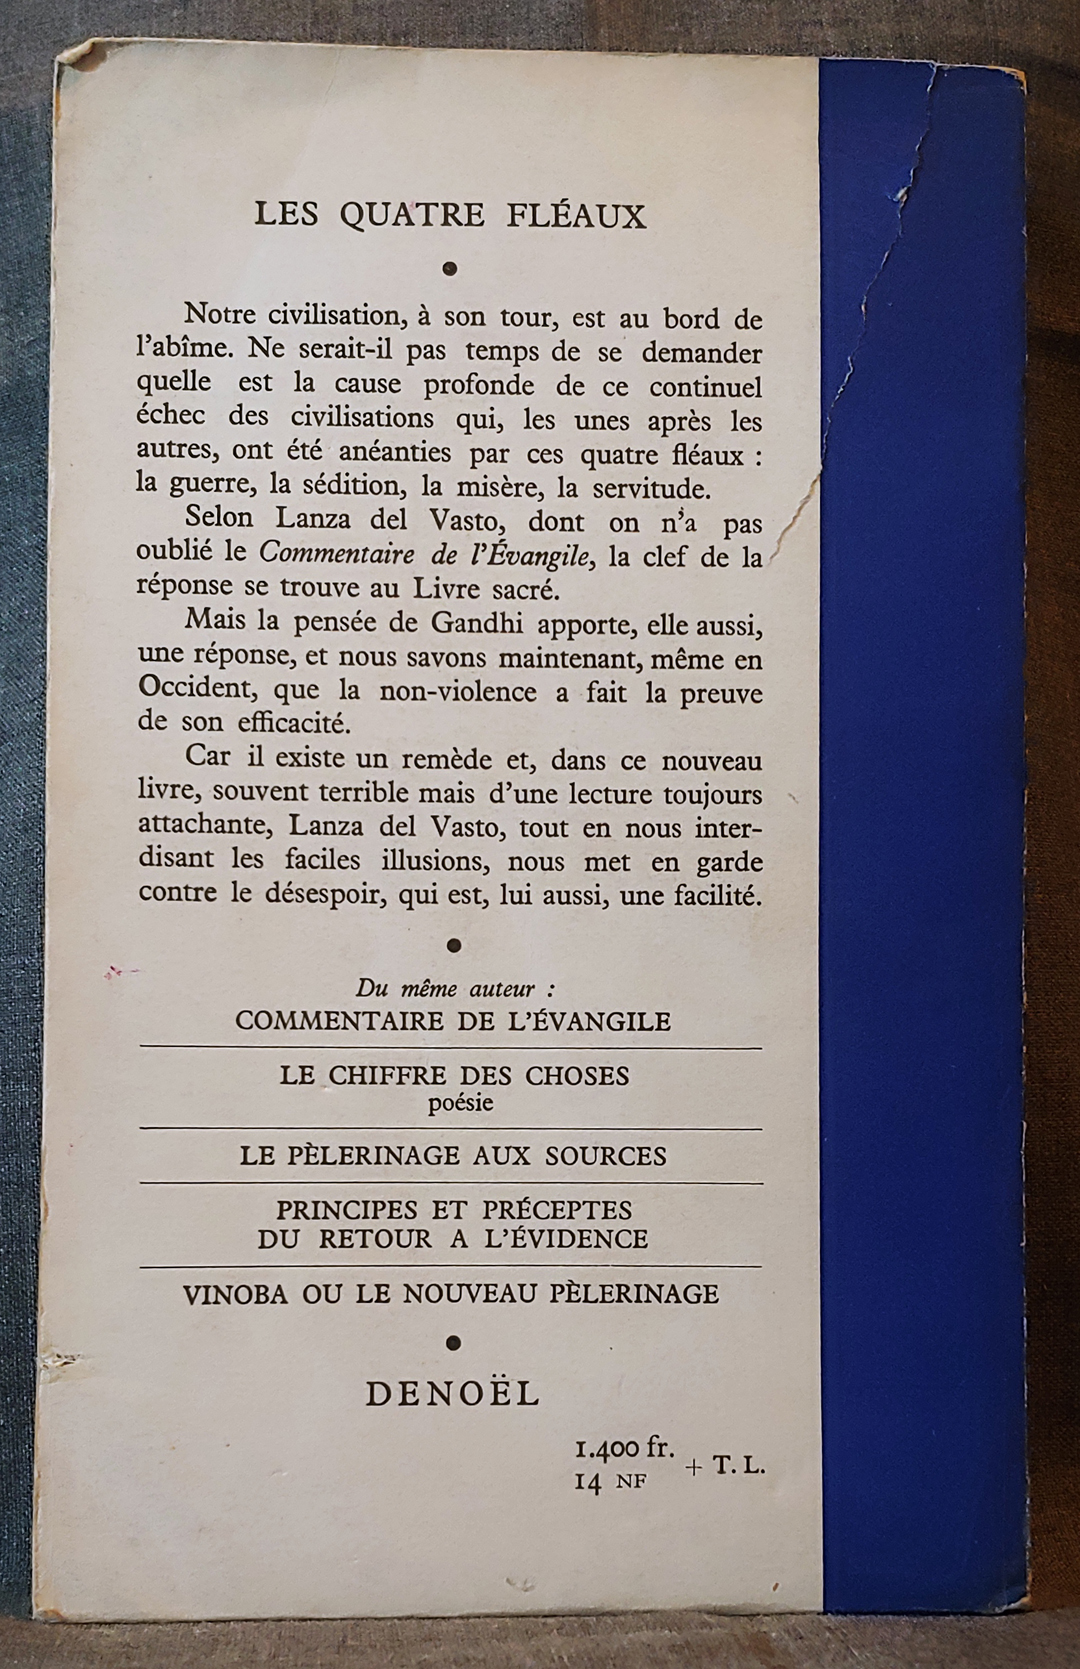 LES QUATRE FLÉAUX
●
Notre civilisation, à son tour, est au bord de
l'abîme. Ne serait-il pas temps de se demander
quelle est la cause profonde de ce continuel
échec des civilisations qui, les unes après les
autres, ont été anéanties par ces quatre fléaux :
la guerre, la sédition, la misère, la servitude.
Selon Lanza del Vasto, dont on n'a pas
oublié le Commentaire de l'Évangile, la clef de la
réponse se trouve au Livre sacré.
Mais la pensée de Gandhi apporte, elle aussi,
une réponse, et nous savons maintenant, même en
Occident, que la non-violence a fait la preuve
de son efficacité.
Car il existe un remède et, dans ce nouveau
livre, souvent terrible mais d'une lecture toujours
attachante, Lanza del Vasto, tout en nous inter-
disant les faciles illusions, nous met en garde
contre le désespoir, qui est, lui aussi, une facilité.
●
Du même auteur :
COMMENTAIRE DE L'ÉVANGILE
LE CHIFFRE DES CHOSES
poésie
LE PÈLERINAGE AUX SOURCES
PRINCIPES ET PRÉCEPTES
DU RETOUR A L'ÉVIDENCE
VINOBA OU LE NOUVEAU PÈLERINAGE
●
DENOËL
1.400 fr.
14 NF
+ T. L.